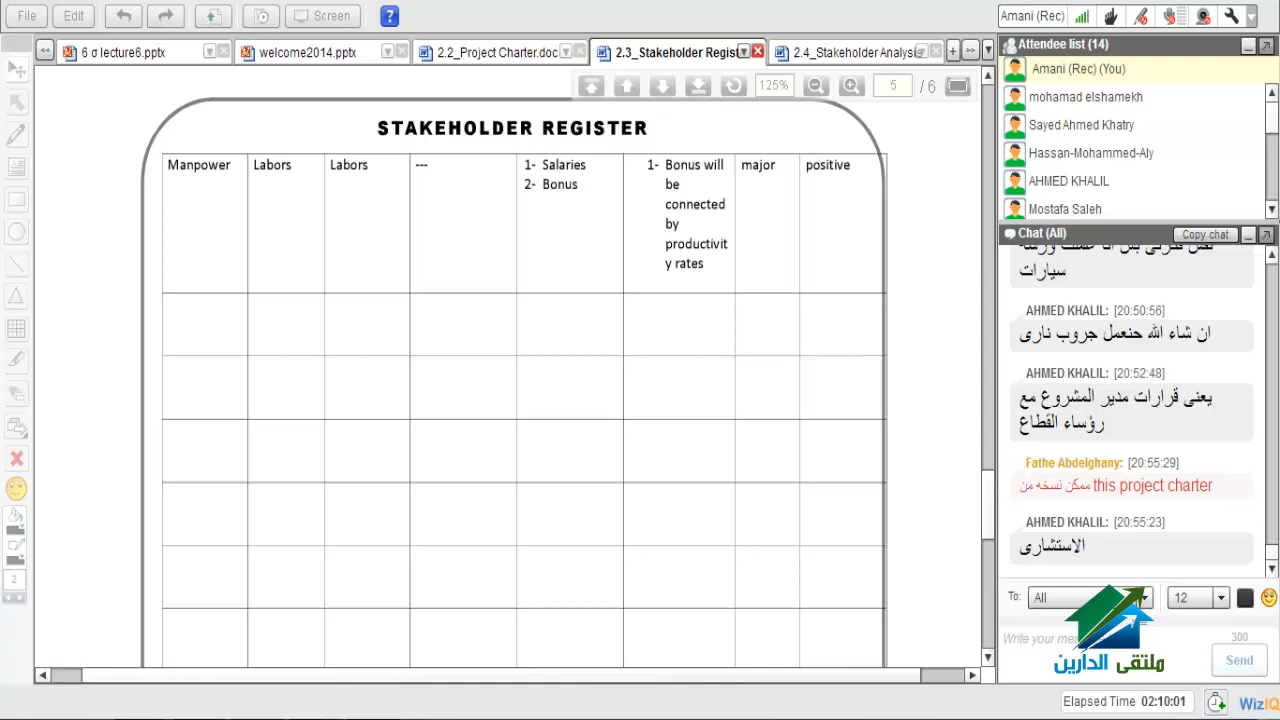 File
Edit
Screen
?
Amani (Rec)
6 σ lecture6.pptx
welcome2014.pptx
2.2_Project Charter.doc
2.3_Stakeholder Regist
2.4_Stakeholder Analysis
125%
5
/ 6
STAKEHOLDER REGISTER
Manpower
Labors
Labors
---
1- Salaries
2- Bonus
1- Bonus will
be
connected
by
productivit
y rates
major
positive
2
Attendee list (14)
Amani (Rec) (You)
mohamad elshamekh
Sayed Ahmed Khatry
Hassan-Mohammed-Aly
AHMED KHALIL
Mostafa Saleh
Chat (All)
Copy chat
سيارات
AHMED KHALIL: [20:50:56]
ان شاء الله حنعمل جروب نارى
AHMED KHALIL: [20:52:48]
يعنى قرارات مدير المشروع مع
رؤساء القطاع
Fathe Abdelghany: [20:55:29]
ممكن نسخه من this project charter
AHMED KHALIL: [20:55:23]
الاستشارى
To:
All
12
Write your mes
300
Send
ملتقى الدارين
Elapsed Time 02:10:01
WizIQ